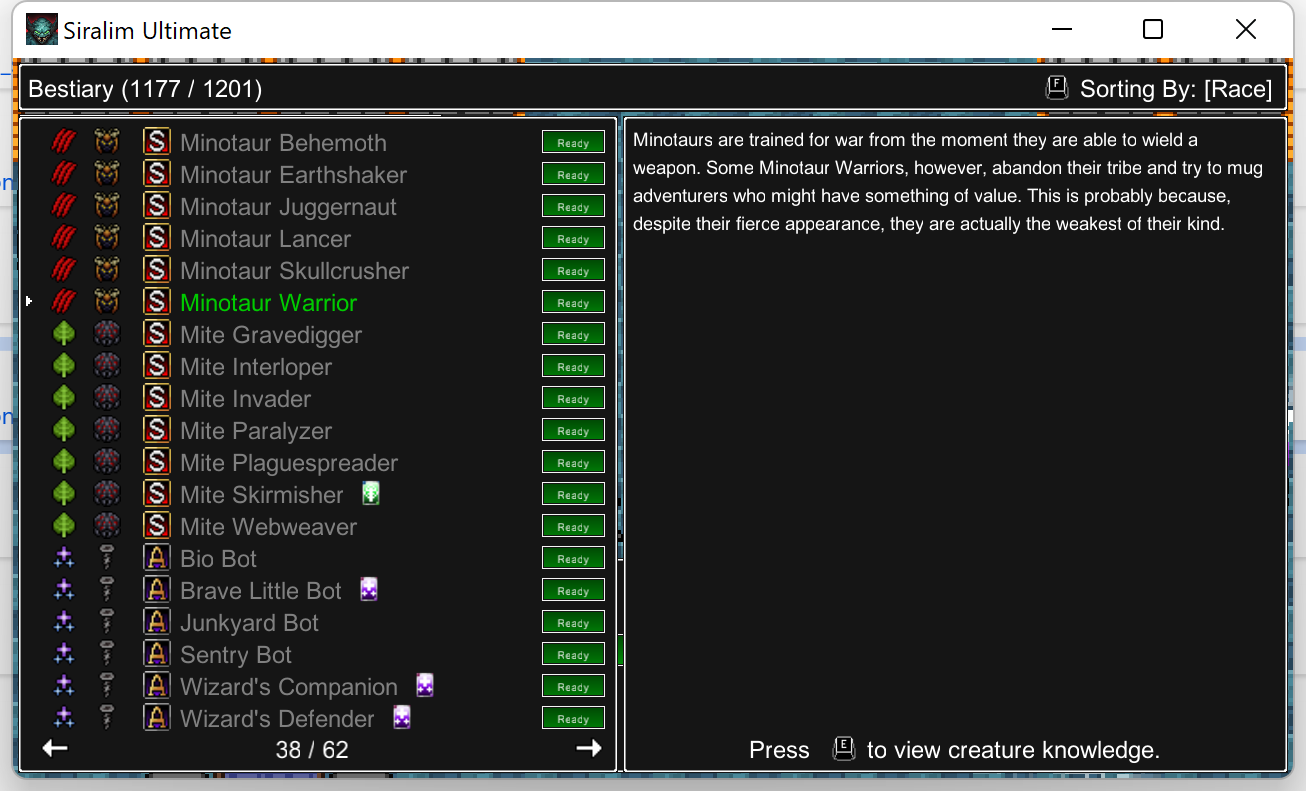 Siralim Ultimate
Bestiary (1177 / 1201)
F Sorting By: [Race]
S Minotaur Behemoth Ready
S Minotaur Earthshaker Ready
S Minotaur Juggernaut Ready
S Minotaur Lancer Ready
S Minotaur Skullcrusher Ready
S Minotaur Warrior Ready
S Mite Gravedigger Ready
S Mite Interloper Ready
S Mite Invader Ready
S Mite Paralyzer Ready
S Mite Plaguespreader Ready
S Mite Skirmisher Ready
S Mite Webweaver Ready
A Bio Bot Ready
A Brave Little Bot Ready
A Junkyard Bot Ready
A Sentry Bot Ready
A Wizard's Companion Ready
A Wizard's Defender Ready
38 / 62
Minotaurs are trained for war from the moment they are able to wield a
weapon. Some Minotaur Warriors, however, abandon their tribe and try to mug
adventurers who might have something of value. This is probably because,
despite their fierce appearance, they are actually the weakest of their kind.
Press E to view creature knowledge.